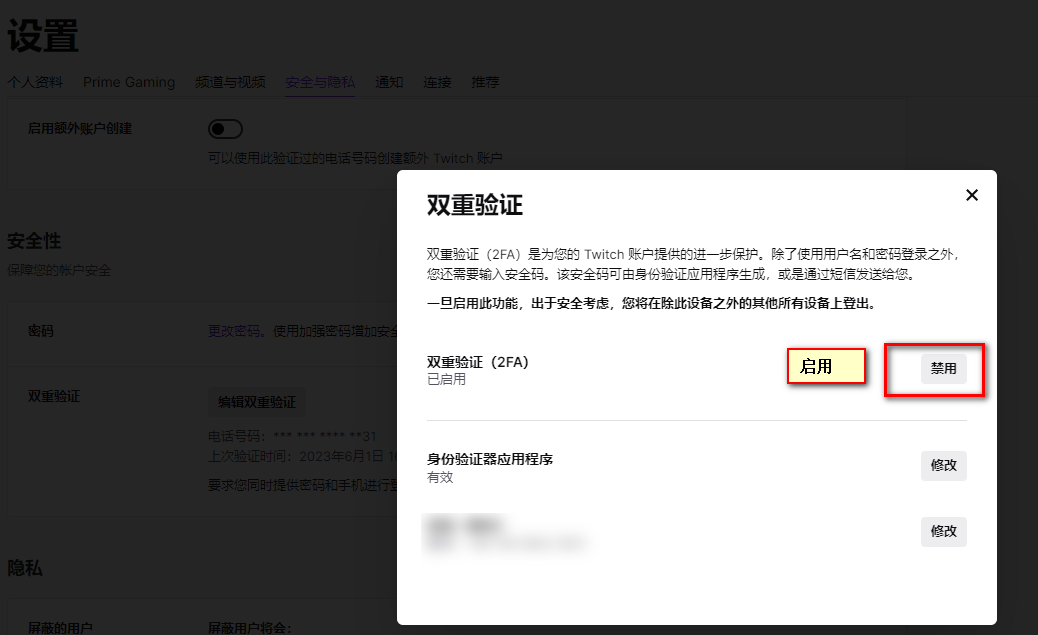 设置
个人资料 Prime Gaming 频道与视频 安全与隐私 通知 连接 推荐
启用额外账户创建
可以使用此验证过的电话号码创建额外 Twitch 账户
安全性
保障您的帐户安全
密码
更改密码。使用加强密码增加安全
双重验证
编辑双重验证
电话号码：*** *** **** **31
上次验证时间：2023年6月1日
要求您同时提供密码和手机进行登
隐私
屏蔽的用户
屏蔽用户将会：
双重验证
双重验证（2FA）是为您的 Twitch 账户提供的进一步保护。除了使用用户名和密码登录之外，
您还需要输入安全码。该安全码可由身份验证应用程序生成，或是通过短信发送给您。
一旦启用此功能，出于安全考虑，您将在除此设备之外的其他所有设备上登出。
双重验证（2FA）
已启用
启用
禁用
身份验证器应用程序
有效
修改
修改